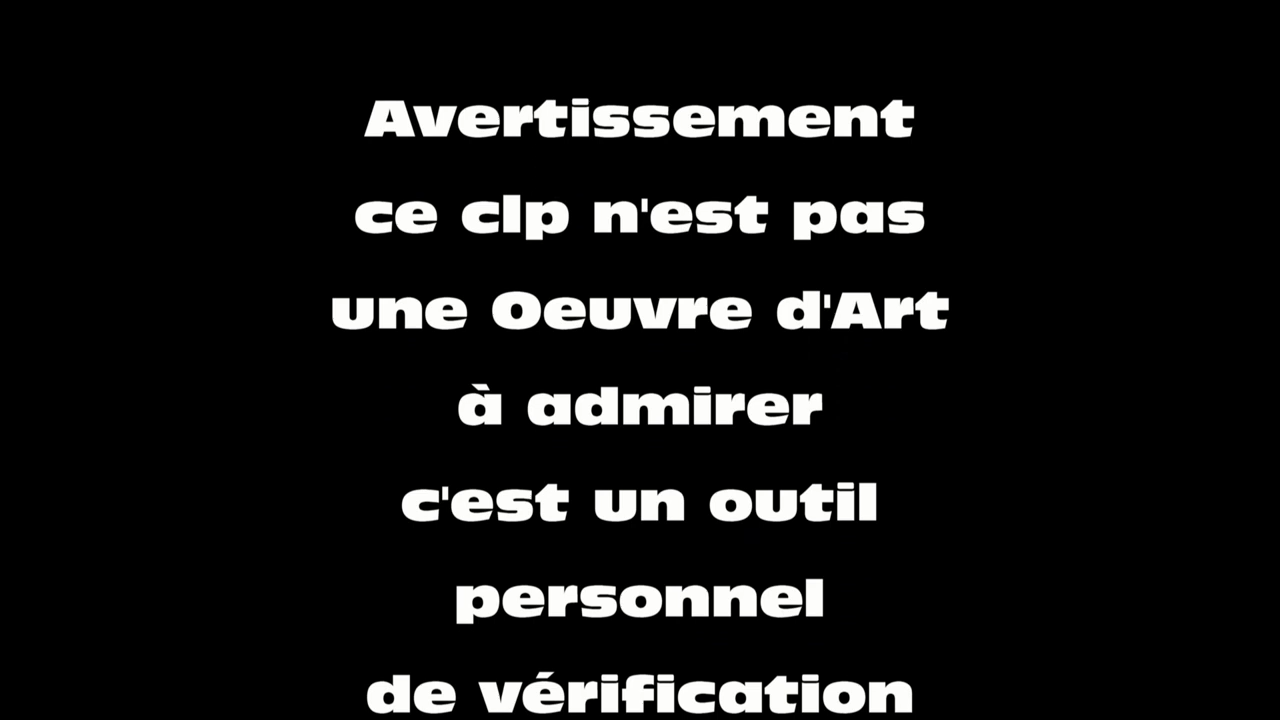 Avertissement
ce clp n'est pas
une Oeuvre d'Art
à admirer
c'est un outil
personnel
de vérification